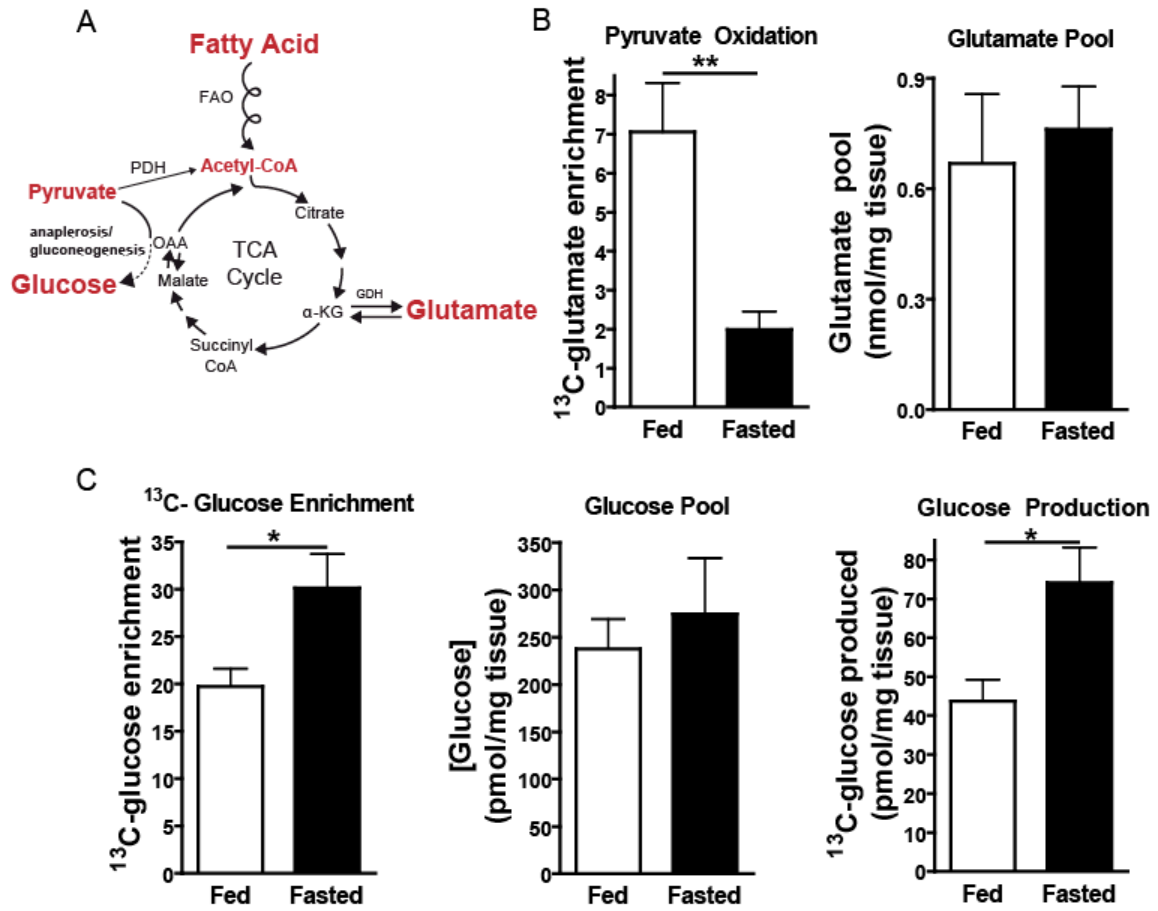 A
Fatty Acid
FAO
PDH
Acetyl-CoA
Pyruvate
Citrate
anaplerosis/
gluconeogenesis
OAA
TCA
Cycle
Glucose
Malate
α-KG
GDH
Glutamate
Succinyl
CoA
B
Pyruvate Oxidation
**
13C-glutamate enrichment
8
7
6
5
4
3
2
1
0
Fed Fasted
Glutamate Pool
Glutamate pool
(nmol/mg tissue)
0.9
0.6
0.3
0.0
Fed Fasted
C
13C- Glucose Enrichment
*
13C-glucose enrichment
35
30
25
20
15
10
5
0
Fed Fasted
Glucose Pool
[Glucose]
(pmol/mg tissue)
350
300
250
200
150
100
50
0
Fed Fasted
Glucose Production
*
13C-glucose produced
(pmol/mg tissue)
80
70
60
50
40
30
20
10
0
Fed Fasted